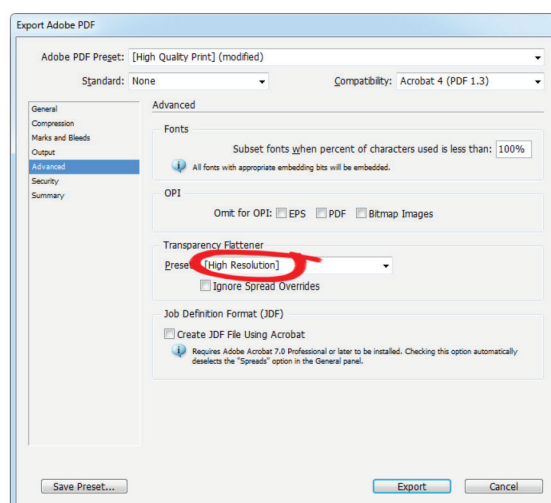 Export Adobe PDF
Adobe PDF Preset: [High Quality Print] (modified)
Standard: None
Compatibility: Acrobat 4 (PDF 1.3)
General
Compression
Marks and Bleeds
Output
Advanced
Security
Summary
Advanced
Fonts
Subset fonts when percent of characters used is less than: 100%
All fonts with appropriate embedding bits will be embedded.
OPI
Omit for OPI: EPS PDF Bitmap Images
Transparency Flattener
Preset: [High Resolution]
Ignore Spread Overrides
Job Definition Format (JDF)
Create JDF File Using Acrobat
Requires Adobe Acrobat 7.0 Professional or later to be installed. Checking this option automatically
deselects the "Spreads" option in the General panel.
Save Preset...
Export
Cancel